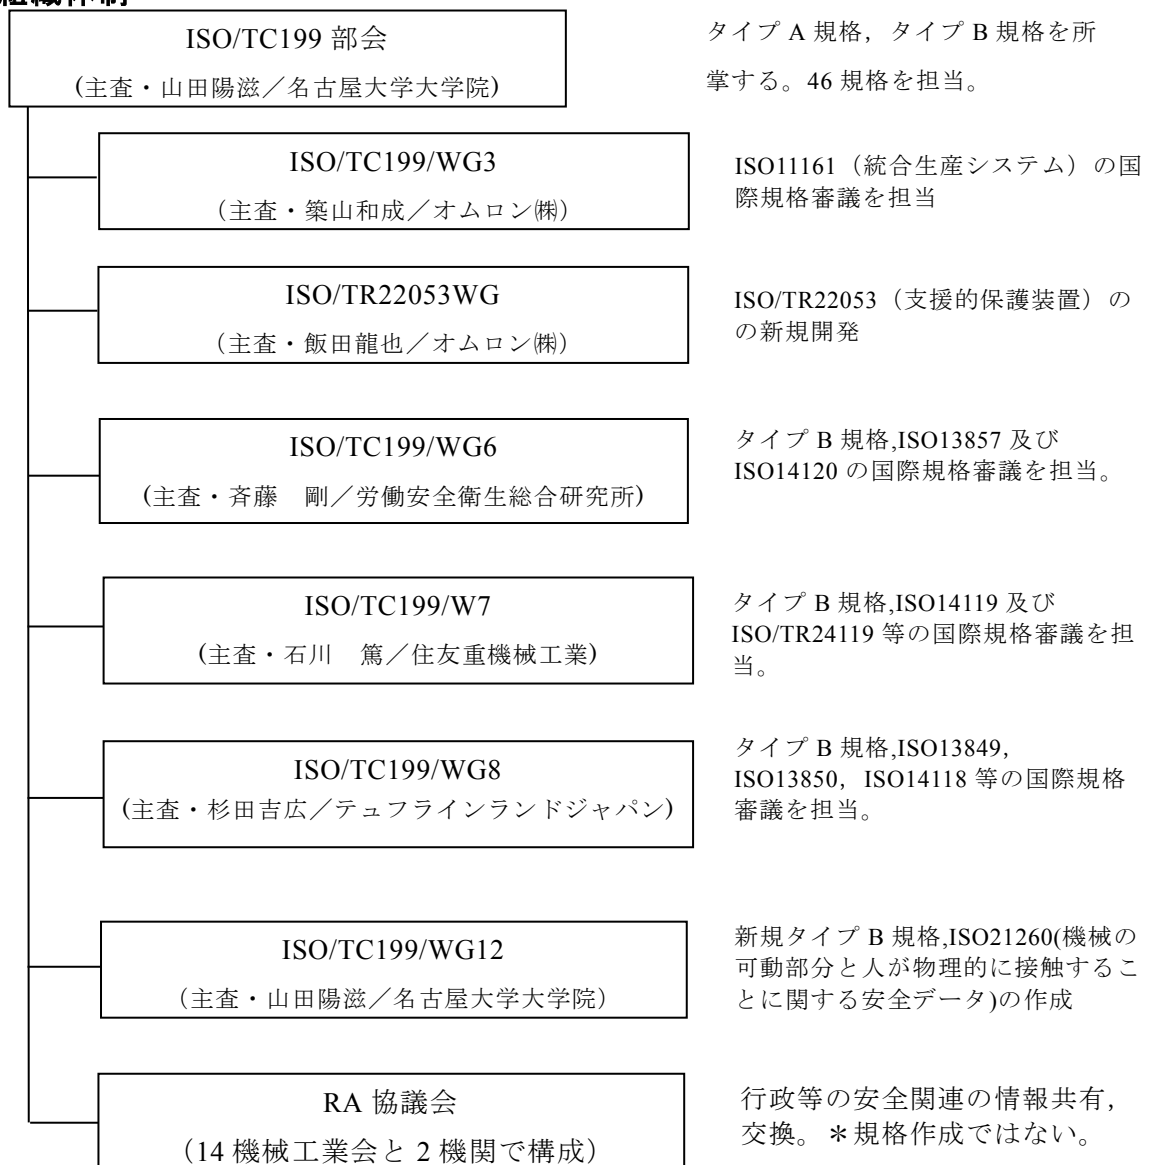 組織体制
ISO/TC199 部会
(主査・山田陽滋／名古屋大学大学院)
タイプ A 規格，タイプ B 規格を所
掌する。46 規格を担当。
ISO/TC199/WG3
（主査・築山和成／オムロン㈱）
ISO11161（統合生産システム）の国
際規格審議を担当
ISO/TR22053WG
（主査・飯田龍也／オムロン㈱）
ISO/TR22053（支援的保護装置）の
の新規開発
ISO/TC199/WG6
(主査・斉藤　剛／労働安全衛生総合研究所)
タイプ B 規格,ISO13857 及び
ISO14120 の国際規格審議を担当。
ISO/TC199/W7
(主査・石川　篤／住友重機械工業)
タイプ B 規格,ISO14119 及び
ISO/TR24119 等の国際規格審議を担
当。
ISO/TC199/WG8
(主査・杉田吉広／テュフラインランドジャパン)
タイプ B 規格,ISO13849，
ISO13850，ISO14118 等の国際規格
審議を担当。
ISO/TC199/WG12
（主査・山田陽滋／名古屋大学大学院）
新規タイプ B 規格,ISO21260(機械の
可動部分と人が物理的に接触するこ
とに関する安全データ)の作成
RA 協議会
（14 機械工業会と 2 機関で構成）
行政等の安全関連の情報共有，
交換。＊規格作成ではない。